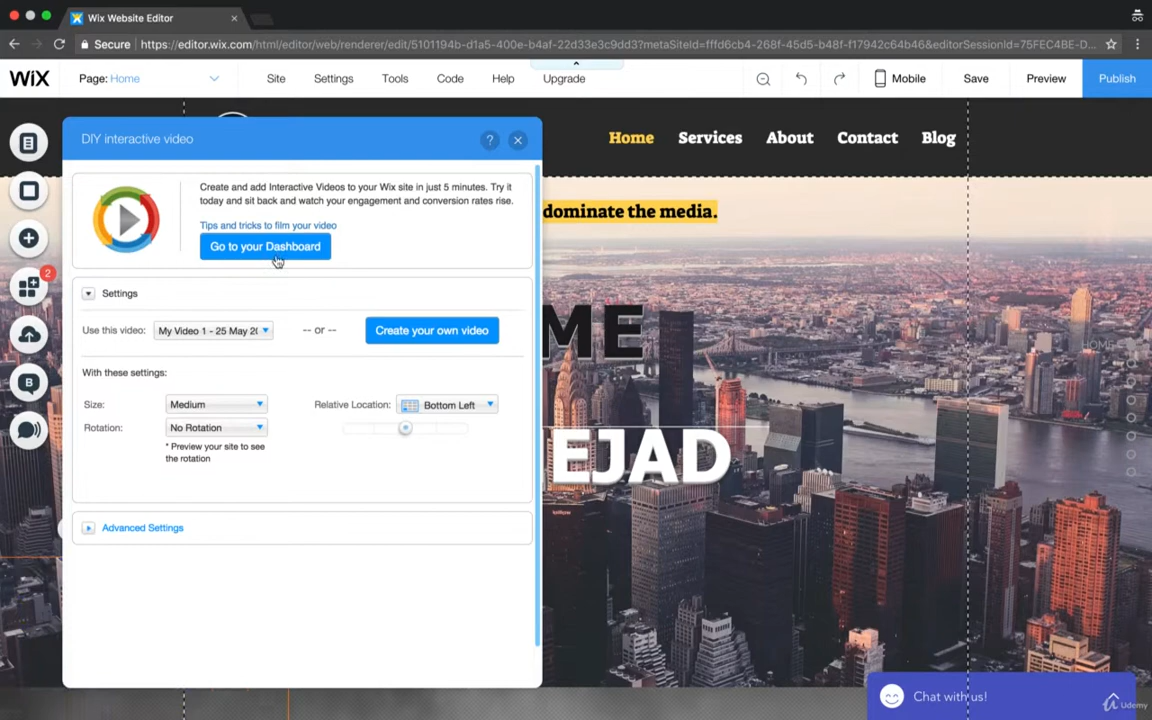 Wix Website Editor
Secure
https://editor.wix.com/html/editor/web/renderer/edit/5101194b-d1a5-400e-b4af-22d33e3c9dd3?metaSiteId=fffd6cb4-268f-45d5-b48f-f17942c64b46&editorSessionId=75FEC4BE-D...
WiX
Page: Home
Site
Settings
Tools
Code
Help
Upgrade
Mobile
Save
Preview
Publish
Home
Services
About
Contact
Blog
DIY interactive video
?
Create and add Interactive Videos to your Wix site in just 5 minutes. Try it
today and sit back and watch your engagement and conversion rates rise.
Tips and tricks to film your video
Go to your Dashboard
dominate the media.
2
Settings
Use this video:
My Video 1 - 25 May 20
-- or --
Create your own video
ME
HOME
With these settings:
Size:
Medium
Relative Location:
Bottom Left
Rotation:
No Rotation
* Preview your site to see
the rotation
B
EJAD
Advanced Settings
Chat with us!
Udemy